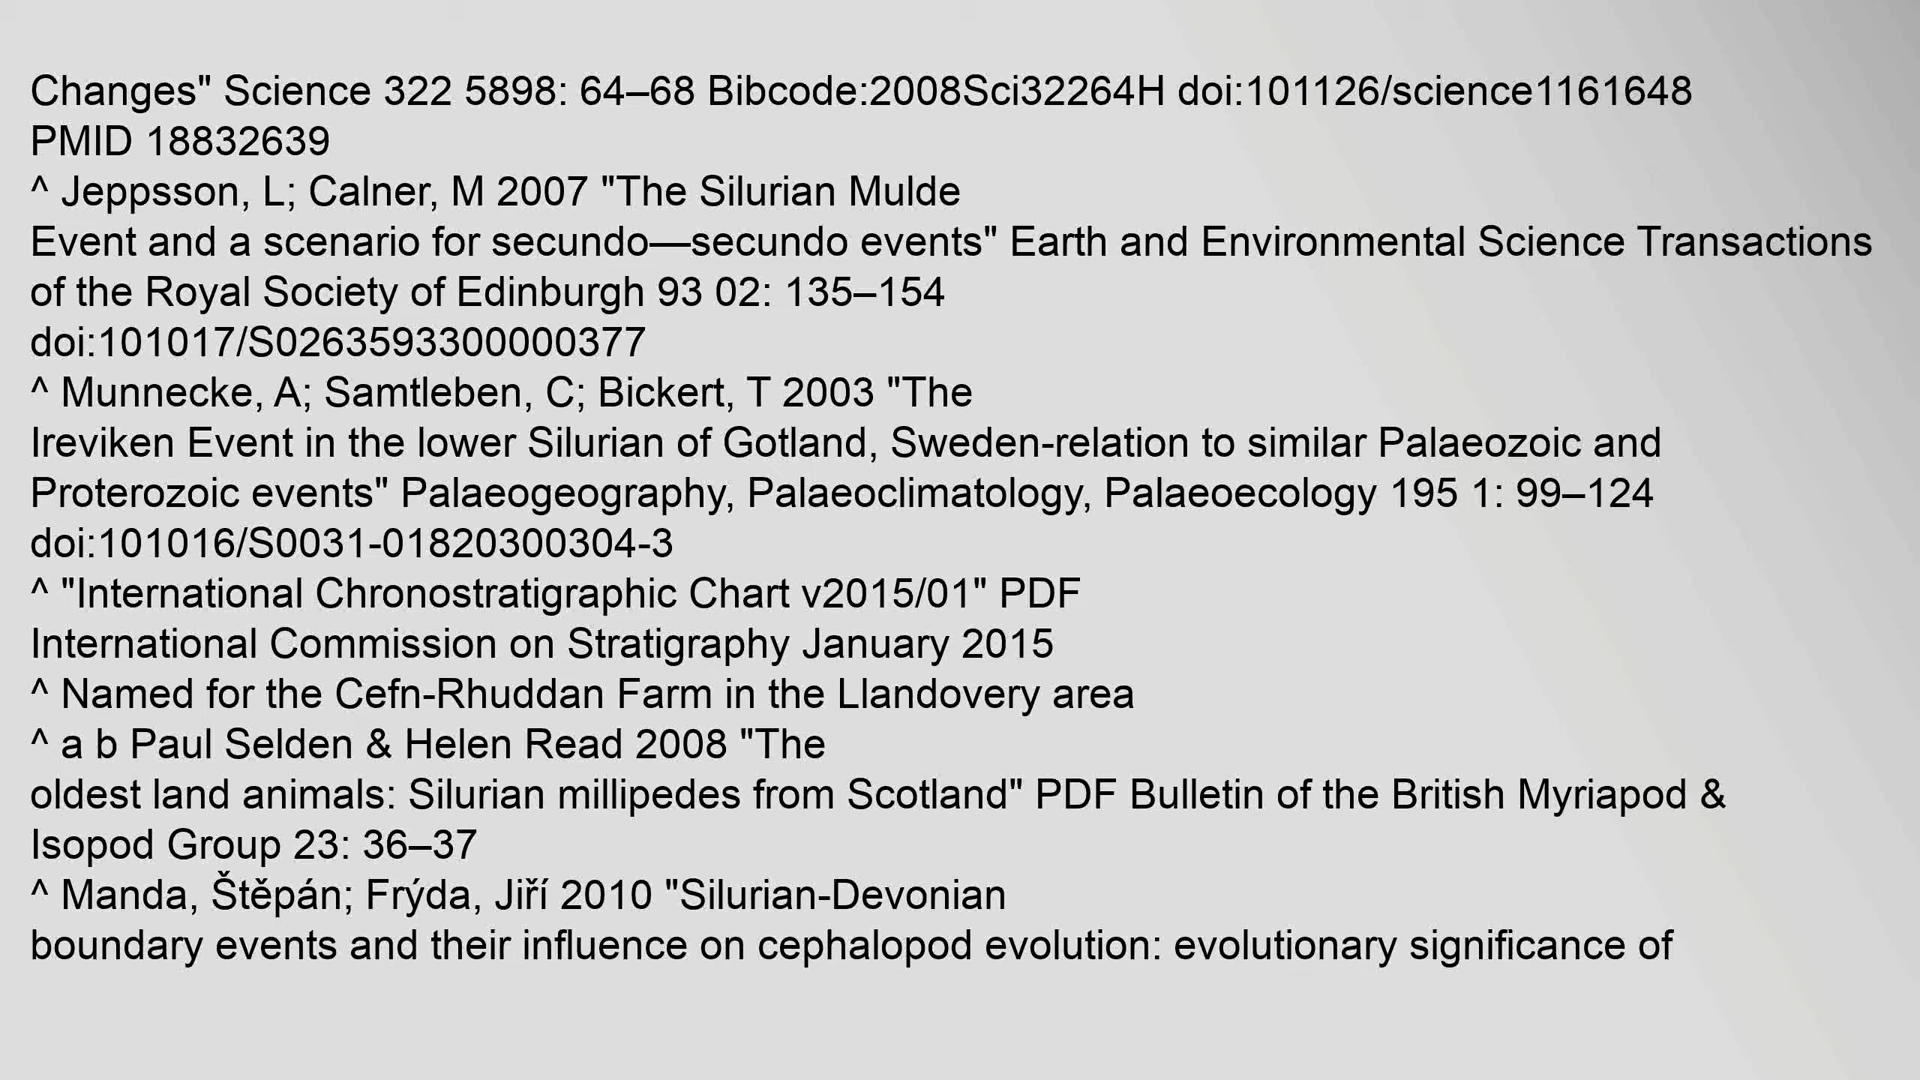 Changes" Science 322 5898: 64–68 Bibcode:2008Sci32264H doi:101126/science1161648
PMID 18832639
^ Jeppsson, L; Calner, M 2007 "The Silurian Mulde
Event and a scenario for secundo—secundo events" Earth and Environmental Science Transactions
of the Royal Society of Edinburgh 93 02: 135–154
doi:101017/S0263593300000377
^ Munnecke, A; Samtleben, C; Bickert, T 2003 "The
Ireviken Event in the lower Silurian of Gotland, Sweden-relation to similar Palaeozoic and
Proterozoic events" Palaeogeography, Palaeoclimatology, Palaeoecology 195 1: 99–124
doi:101016/S0031-01820300304-3
^ "International Chronostratigraphic Chart v2015/01" PDF
International Commission on Stratigraphy January 2015
^ Named for the Cefn-Rhuddan Farm in the Llandovery area
^ a b Paul Selden & Helen Read 2008 "The
oldest land animals: Silurian millipedes from Scotland" PDF Bulletin of the British Myriapod &
Isopod Group 23: 36–37
^ Manda, Štěpán; Frýda, Jiří 2010 "Silurian-Devonian
boundary events and their influence on cephalopod evolution: evolutionary significance of